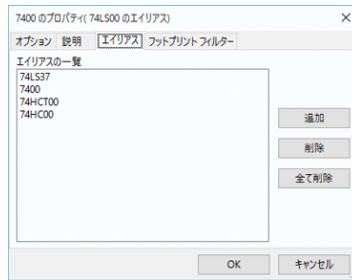 7400 のプロパティ( 74LS00 のエイリアス)
オプション 説明 エイリアス フットプリント フィルター
エイリアスの一覧
74LS37
7400
74HCT00
74HC00
追加
削除
全て削除
OK キャンセル